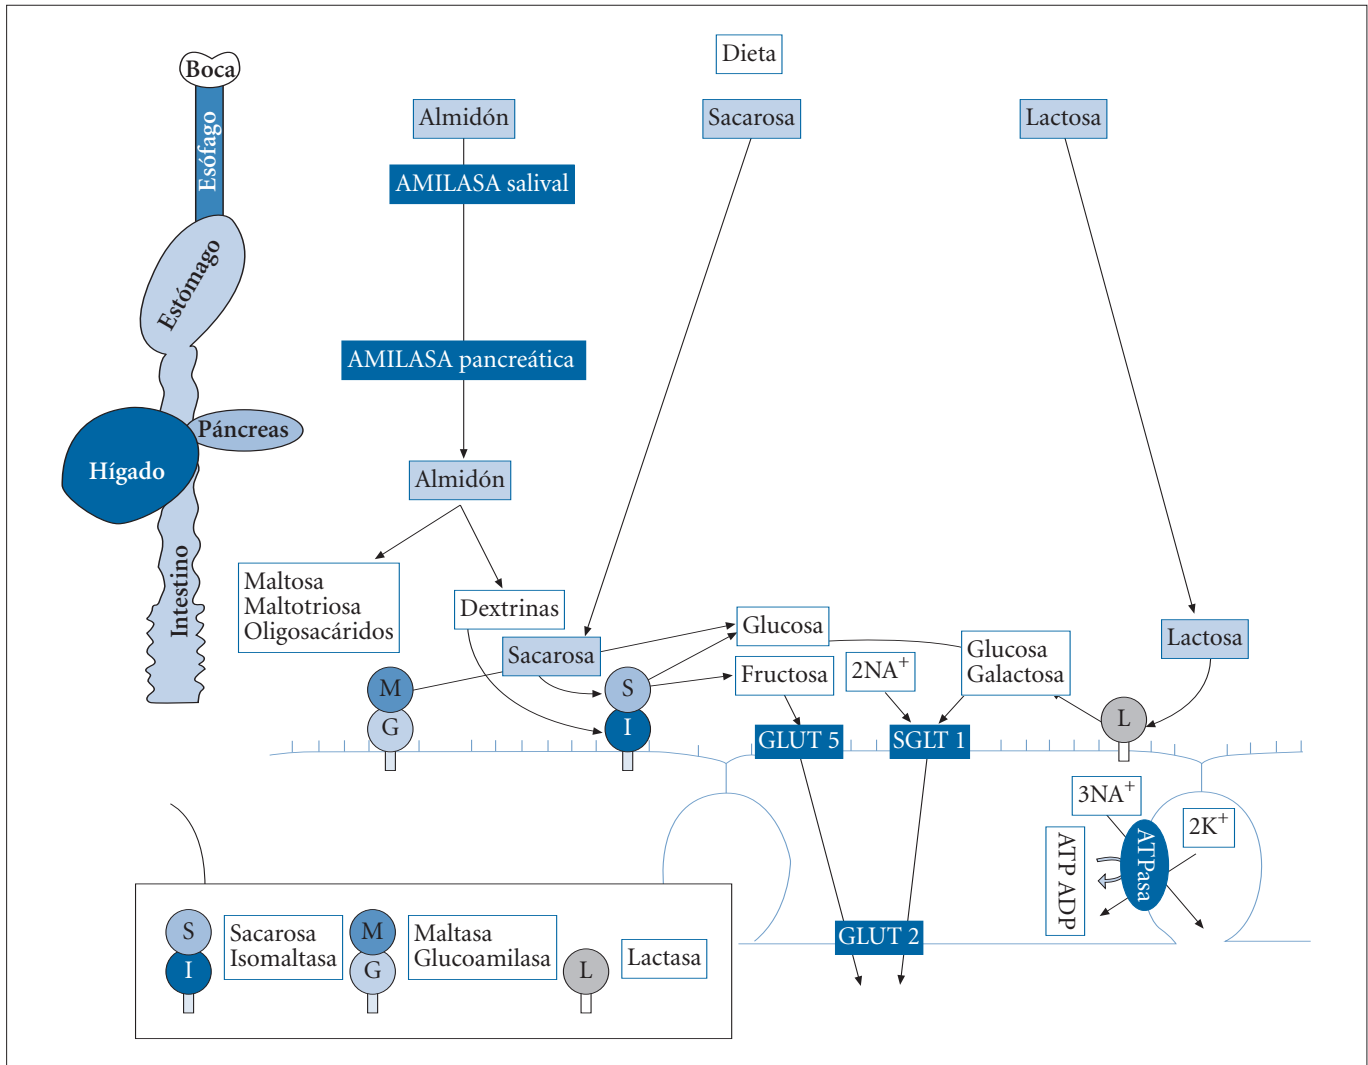 Dieta
Boca
Almidón
Sacarosa
Lactosa
Esófago
AMILASA salival
Estómago
AMILASA pancreática
Páncreas
Hígado
Almidón
Intestino
Maltosa
Maltotriosa
Oligosacáridos
Dextrinas
Glucosa
Sacarosa
Glucosa
Galactosa
Lactosa
Fructosa
2NA+
M
G
S
I
L
GLUT 5
SGLT 1
3NA+
2K+
ATPasa
ATP ADP
GLUT 2
S
I
Sacarosa
Isomaltasa
M
G
Maltasa
Glucoamilasa
L
Lactasa